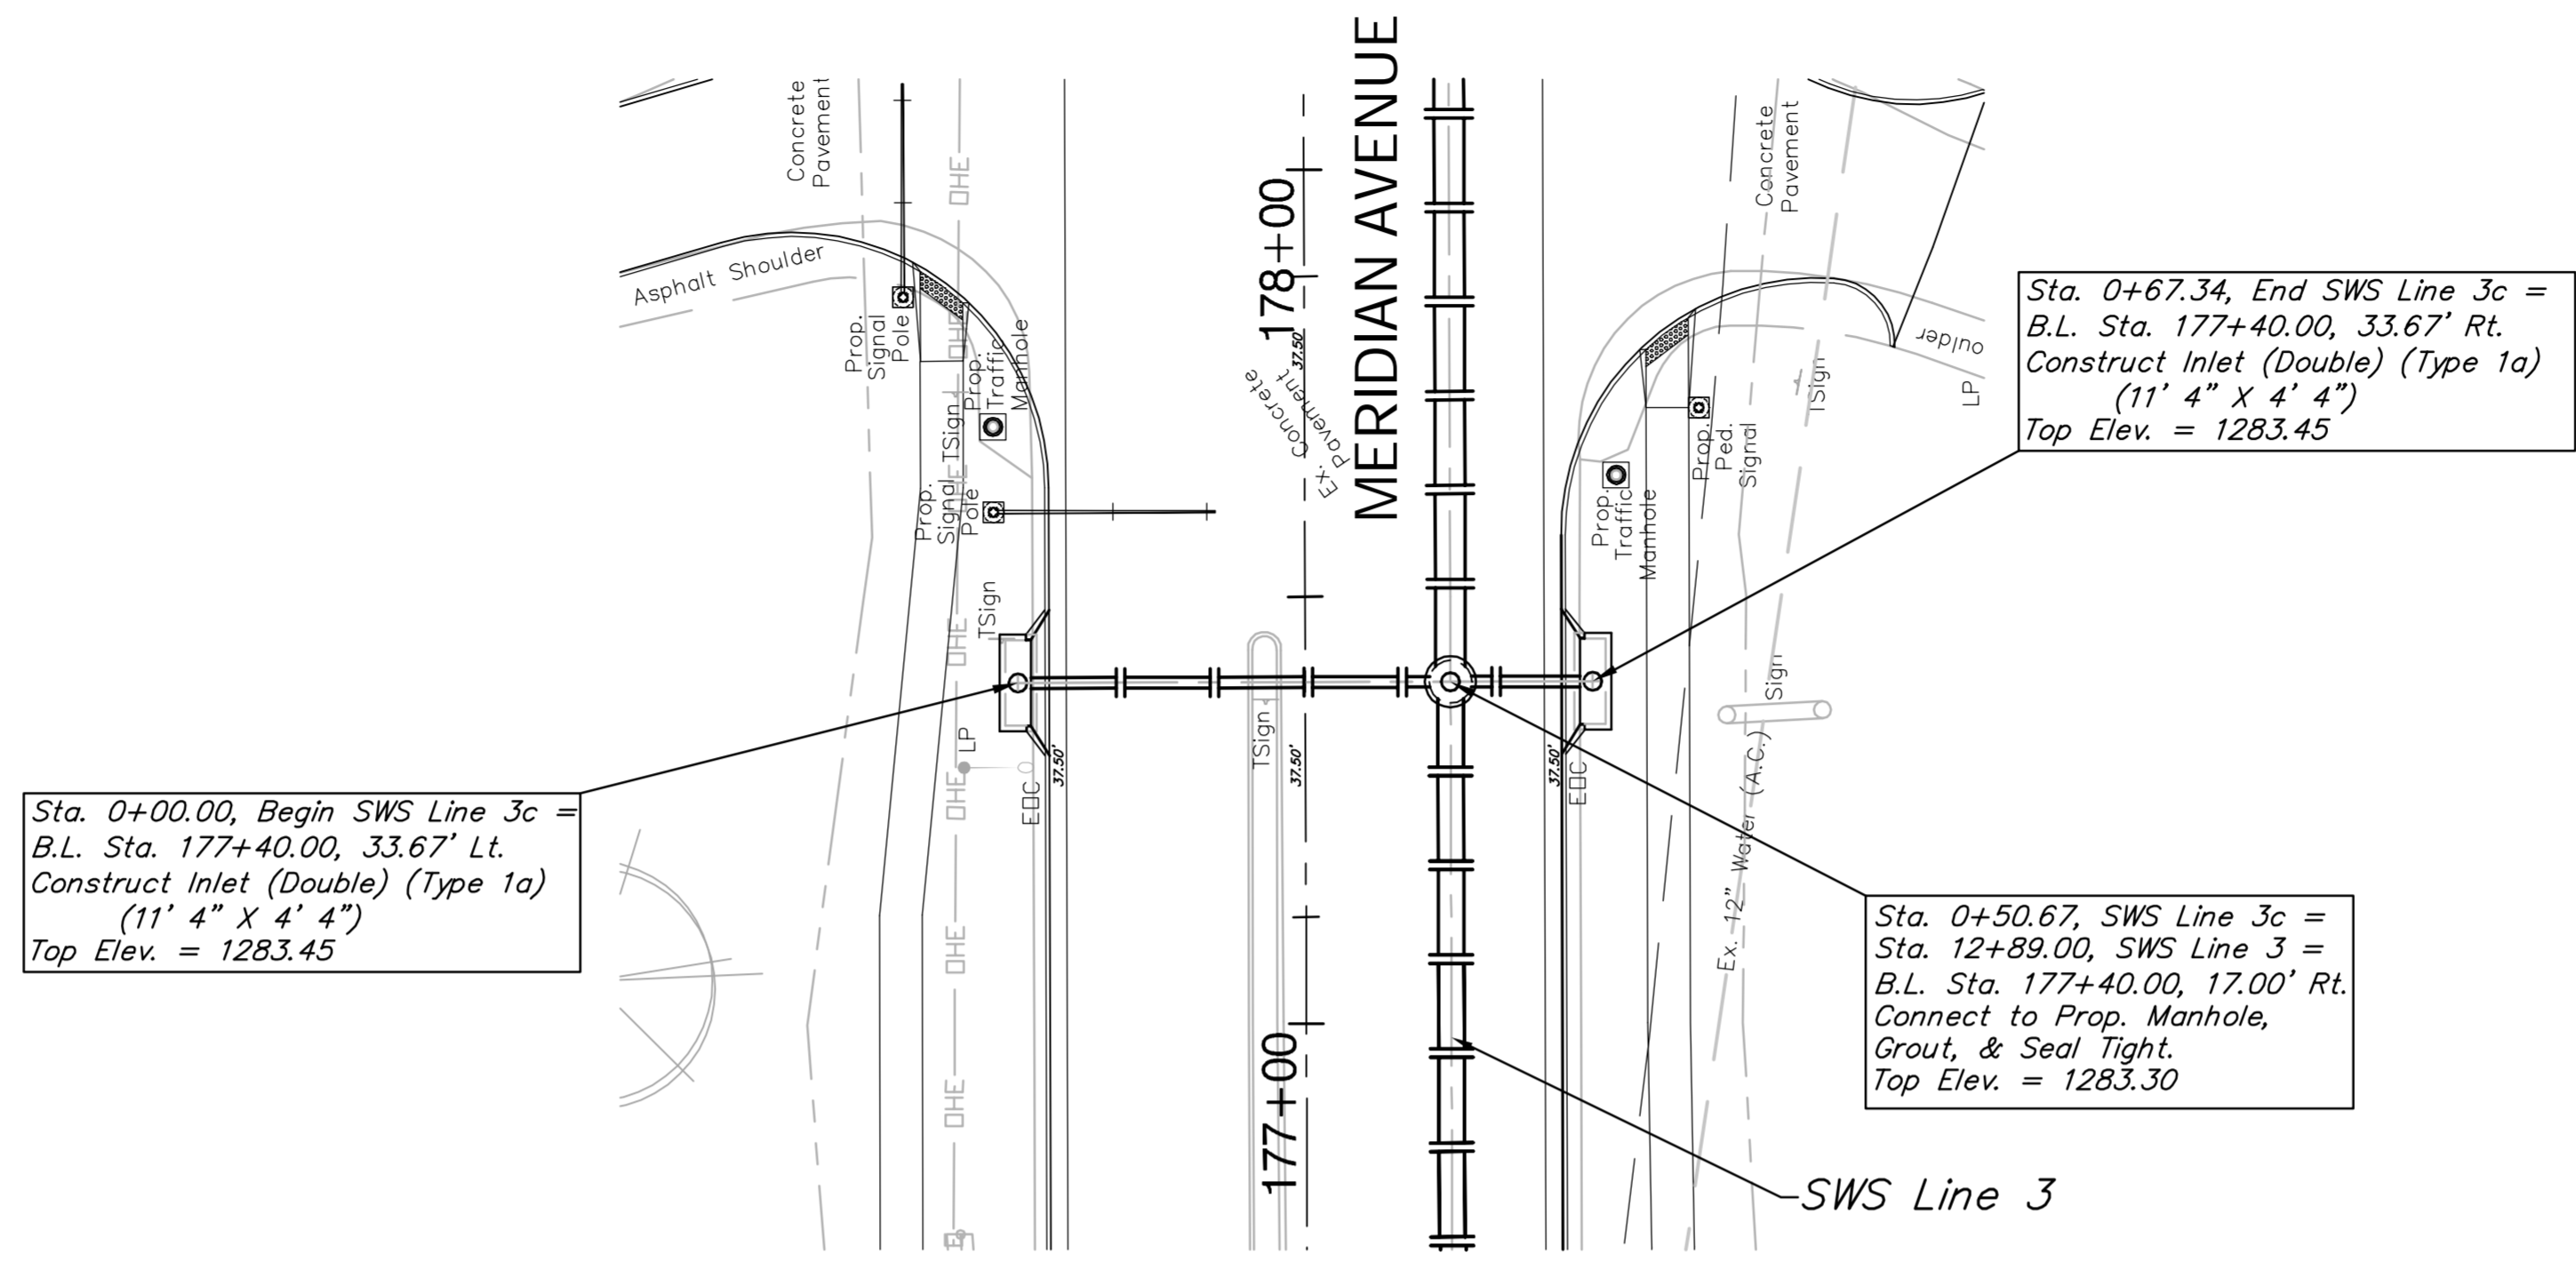 MERIDIAN AVENUE
Concrete
Pavement
OHE
Concrete
Pavement
178+00
Asphalt Shoulder
Prop.
Signal
Pole
OHE
Prop.
Traffic
Manhole
TSign
37.50'
Ex. Concrete
Pavement
oulder
LP
TSign
Prop.
Ped.
Signal
Prop.
Traffic
Manhole
Prop.
Signal
Pole
OHE
TSign
OHE
Sta. 0+67.34, End SWS Line 3c =
B.L. Sta. 177+40.00, 33.67' Rt.
Construct Inlet (Double) (Type 1a)
(11' 4" X 4' 4")
Top Elev. = 1283.45
Sign
LP
TSign
37.50'
37.50'
37.50'
EOC
EOC
OHE
Ex. 12" Water (A.C.)
Sta. 0+00.00, Begin SWS Line 3c =
B.L. Sta. 177+40.00, 33.67' Lt.
Construct Inlet (Double) (Type 1a)
(11' 4" X 4' 4")
Top Elev. = 1283.45
Sta. 0+50.67, SWS Line 3c =
Sta. 12+89.00, SWS Line 3 =
B.L. Sta. 177+40.00, 17.00' Rt.
Connect to Prop. Manhole,
Grout, & Seal Tight.
Top Elev. = 1283.30
OHE
177+00
OHE
SWS Line 3